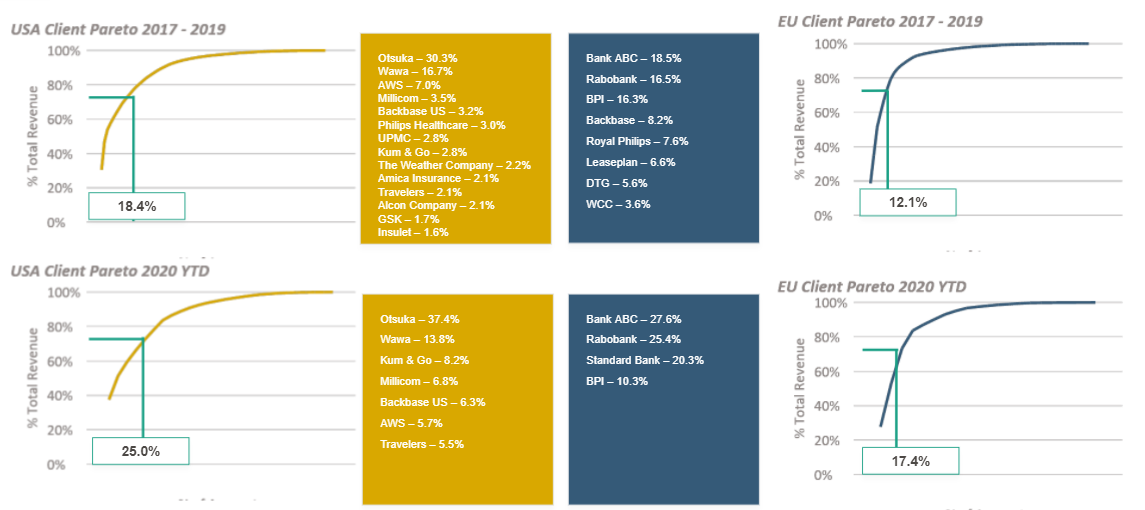 USA Client Pareto 2017 - 2019
100%
80%
60%
40%
20%
0%
% Total Revenue
18.4%
Otsuka – 30.3%
Wawa – 16.7%
AWS – 7.0%
Millicom – 3.5%
Backbase US – 3.2%
Philips Healthcare – 3.0%
UPMC – 2.8%
Kum & Go – 2.8%
The Weather Company – 2.2%
Amica Insurance – 2.1%
Travelers – 2.1%
Alcon Company – 2.1%
GSK – 1.7%
Insulet – 1.6%
Bank ABC – 18.5%
Rabobank – 16.5%
BPI – 16.3%
Backbase – 8.2%
Royal Philips – 7.6%
Leaseplan – 6.6%
DTG – 5.6%
WCC – 3.6%
EU Client Pareto 2017 - 2019
100%
80%
60%
40%
20%
0%
% Total Revenue
12.1%
USA Client Pareto 2020 YTD
100%
80%
60%
40%
20%
0%
% Total Revenue
25.0%
Otsuka – 37.4%
Wawa – 13.8%
Kum & Go – 8.2%
Millicom – 6.8%
Backbase US – 6.3%
AWS – 5.7%
Travelers – 5.5%
Bank ABC – 27.6%
Rabobank – 25.4%
Standard Bank – 20.3%
BPI – 10.3%
EU Client Pareto 2020 YTD
100%
80%
60%
40%
20%
0%
% Total Revenue
17.4%